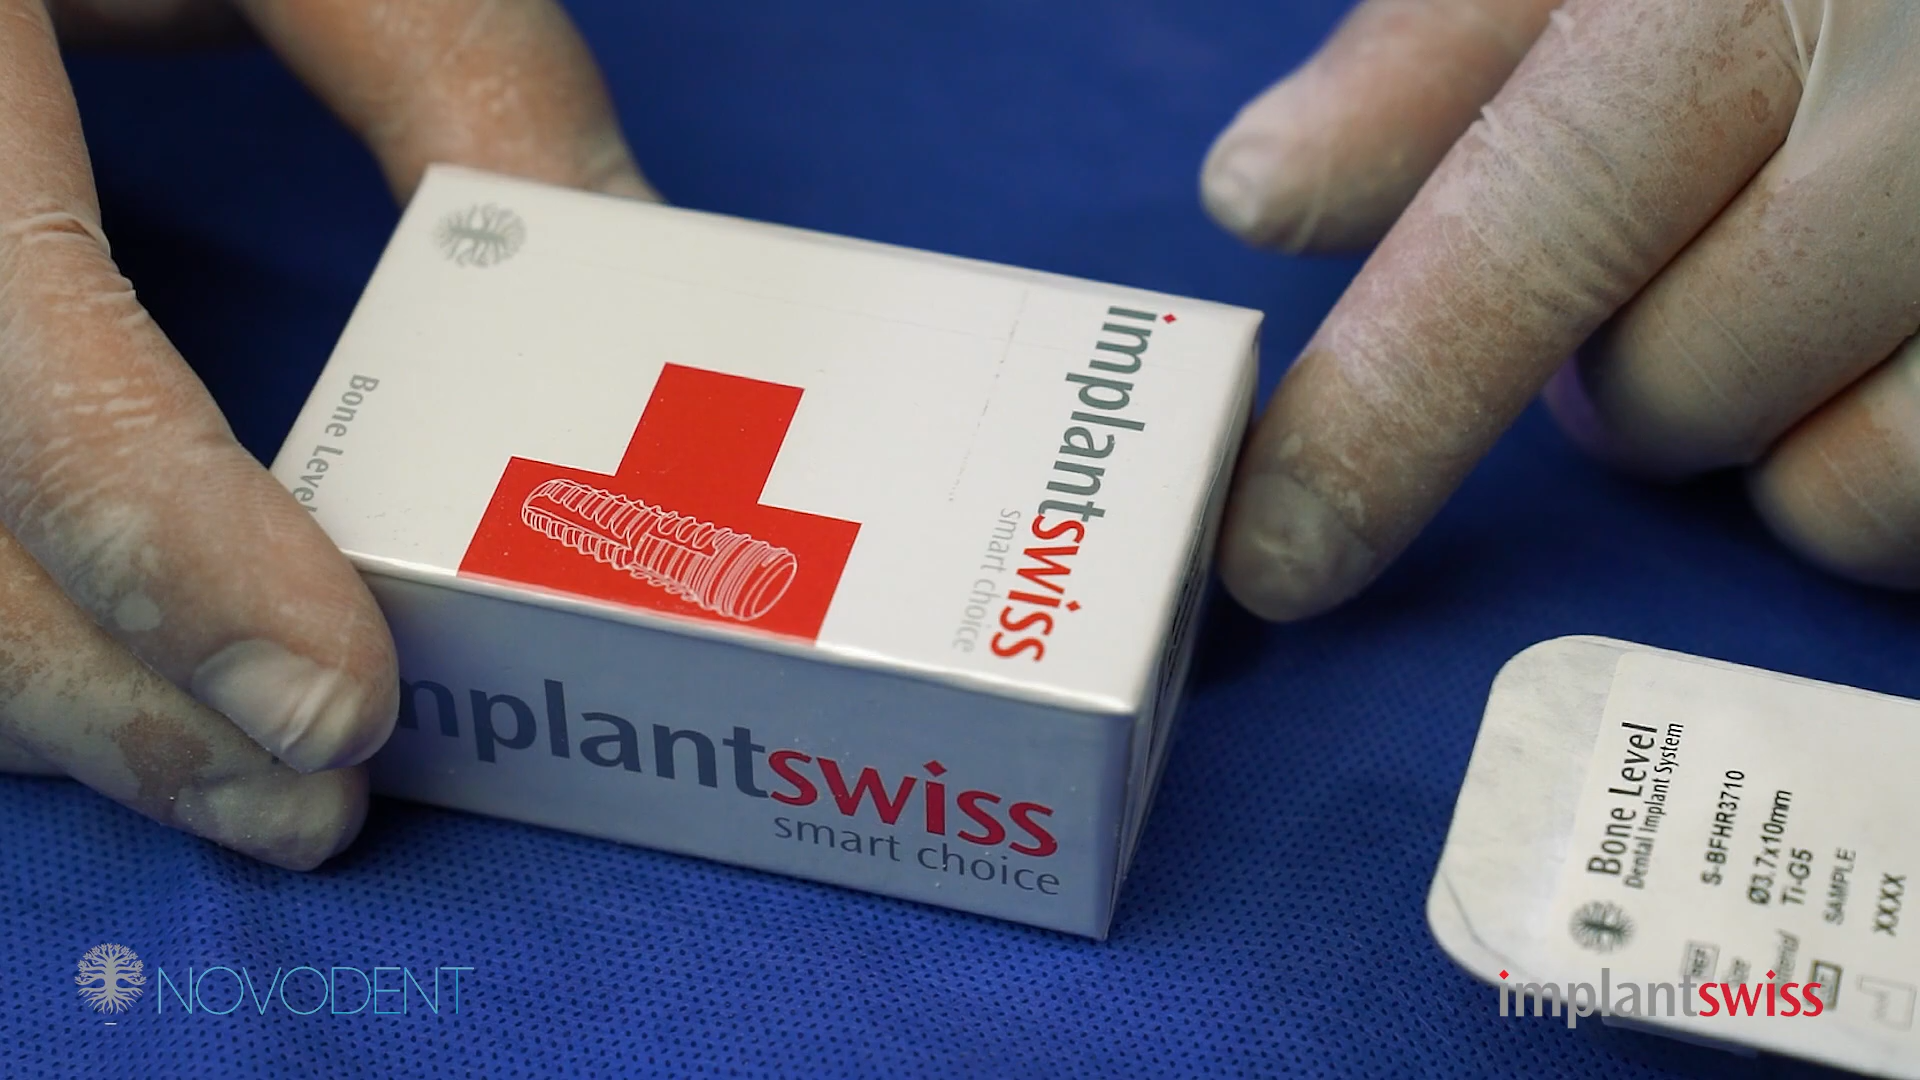 Bone Level
implantswiss
smart choice
implantswiss
smart choice
Bone Level
Dental Implant System
S-BFHR3710
Ø3.7x10mm
Ti-G5
SAMPLE
XXXX
REF
NOVODENT
implantswiss